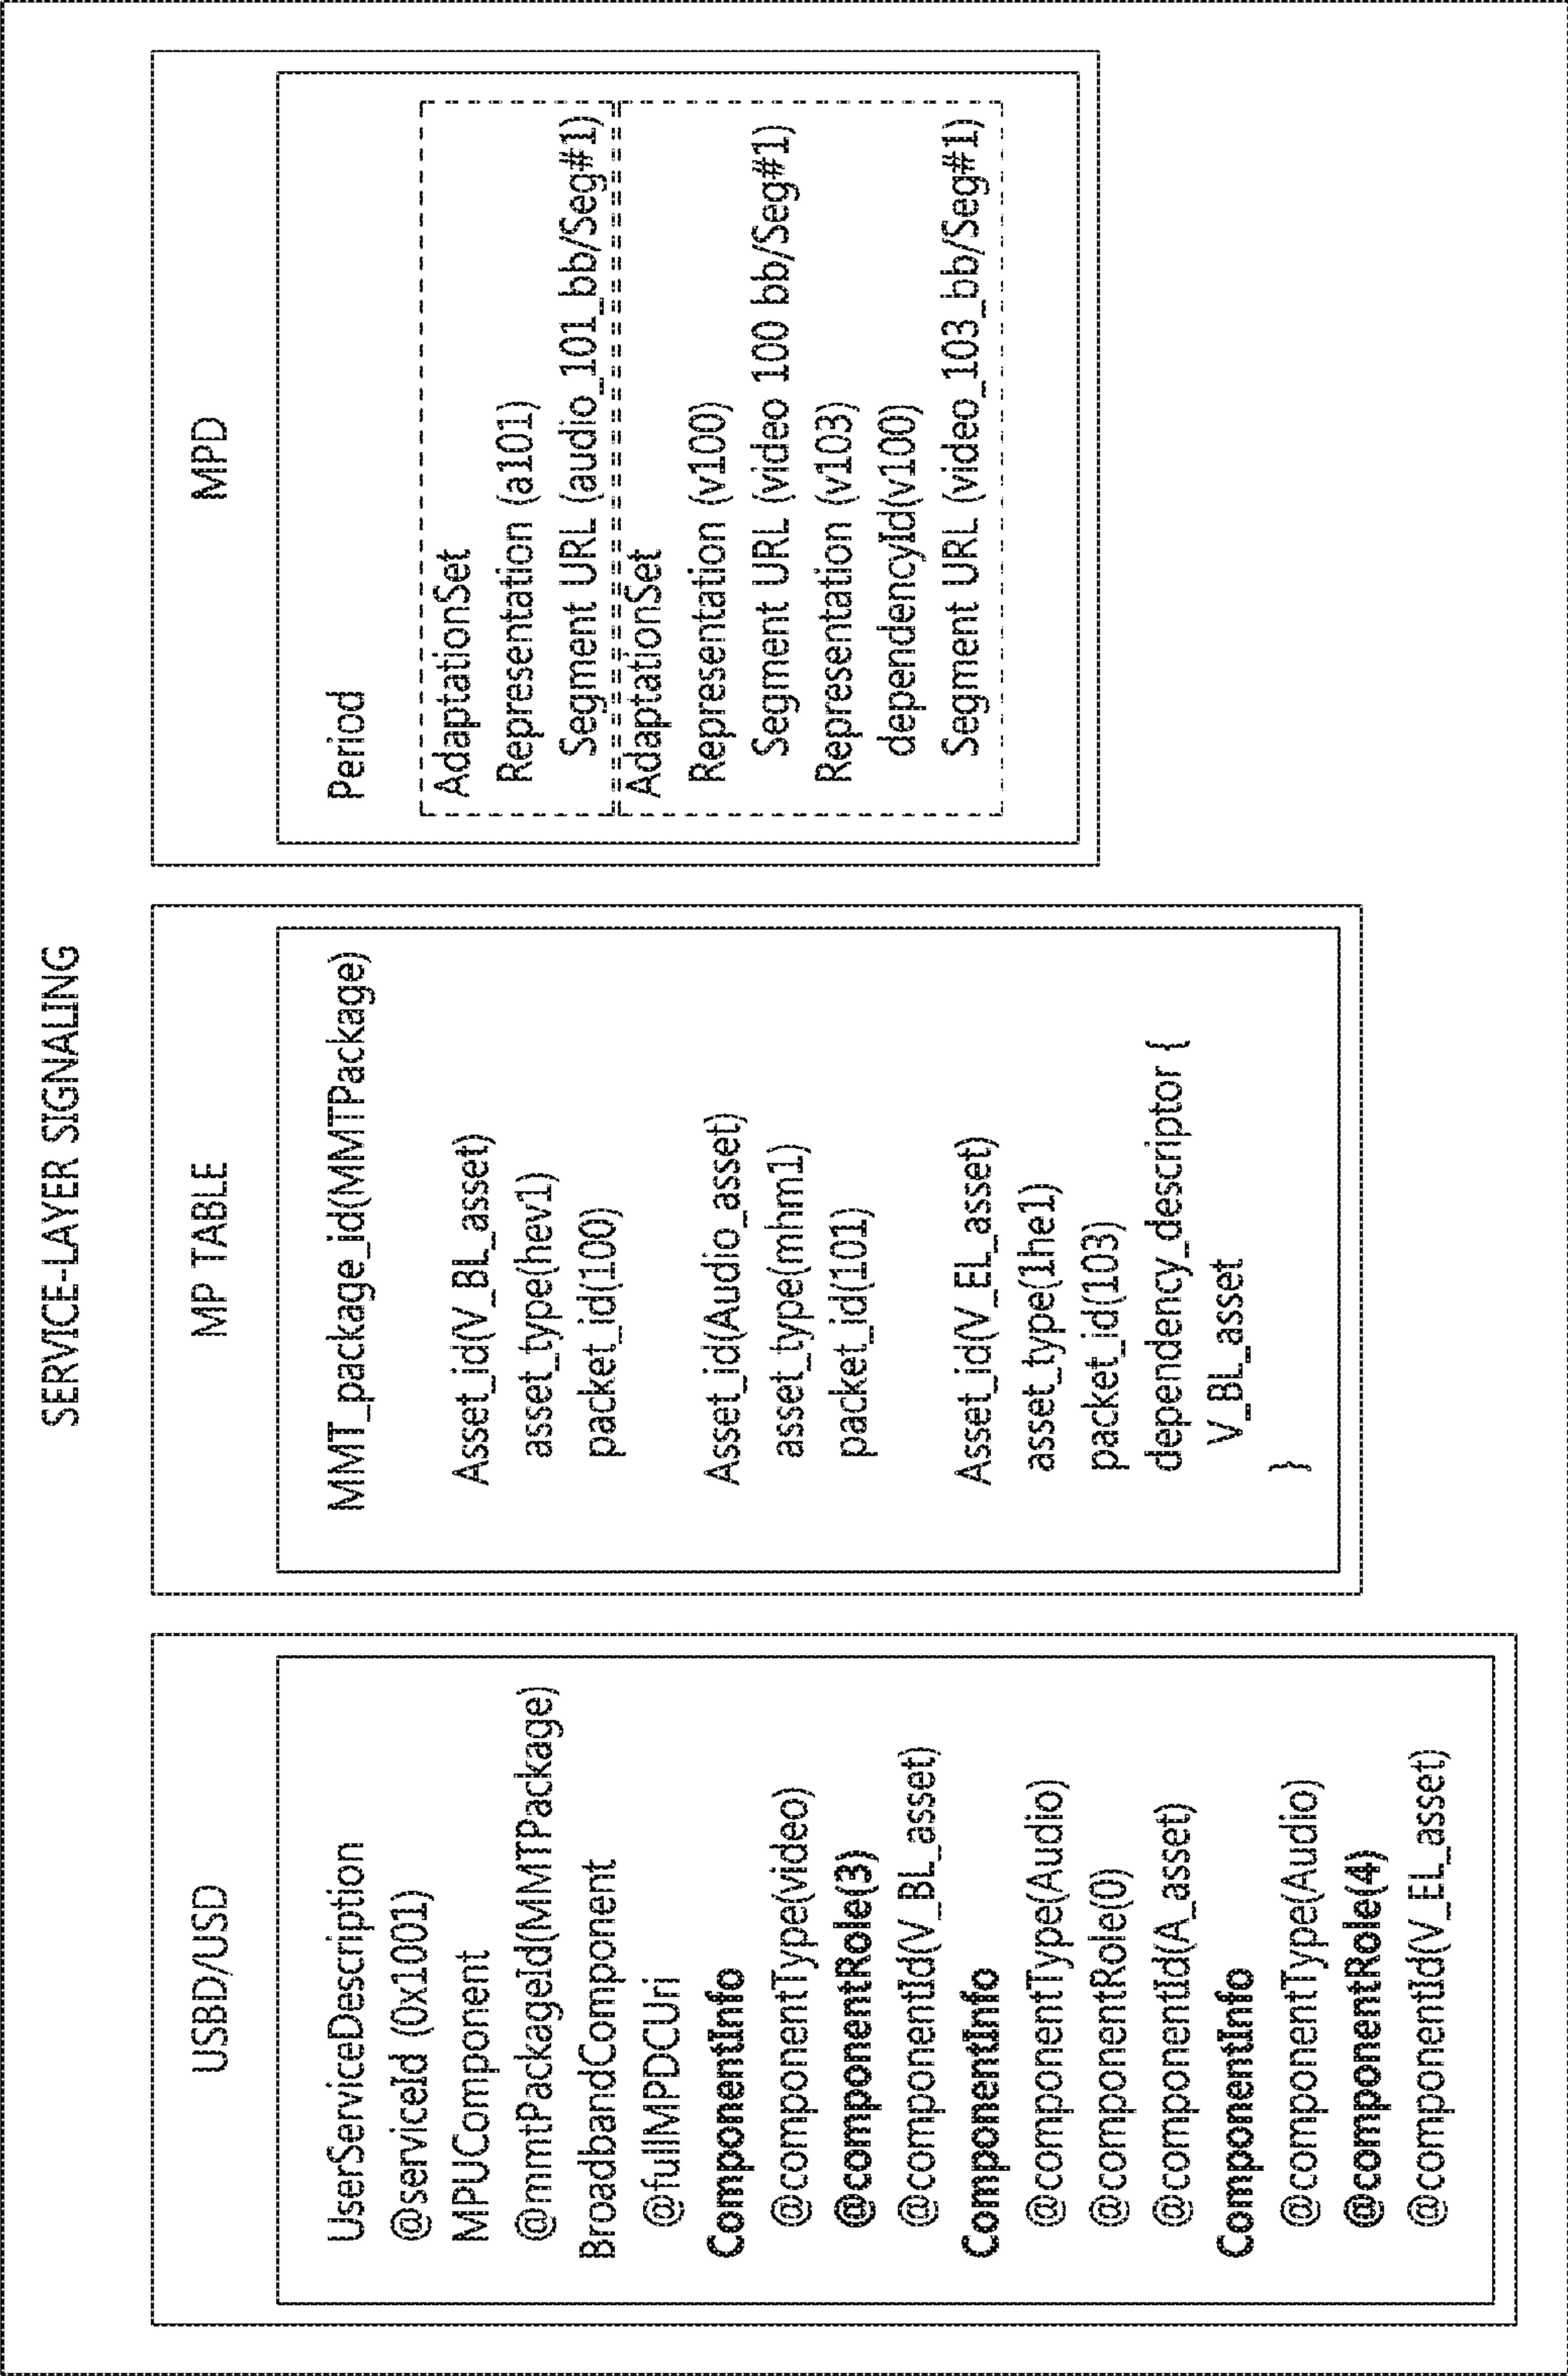 SERVICE-LAYER SIGNALING
USBD/USD
UserServiceDescription
@serviceId (0x1001)
MPUComponent
@mmtPackageId(MMTPackage)
BroadbandComponent
@fullMPDCUri
ComponentInfo
@componentType(video)
@componentRole(3)
@componentId(V_BL_asset)
ComponentInfo
@componentType(Audio)
@componentRole(0)
@componentId(A_asset)
ComponentInfo
@componentType(Audio)
@componentRole(4)
@componentId(V_EL_asset)
MP TABLE
MMT_package_id(MMTPackage)
Asset_id(V_BL_asset)
asset_type(hev1)
packet_id(100)
Asset_id(Audio_asset)
asset_type(mhm1)
packet_id(101)
Asset_id(V_EL_asset)
asset_type(1he1)
packet_id(103)
dependency_descriptor {
V_BL_asset
}
MPD
Period
AdaptationSet
Representation (a101)
Segment URL (audio_101_bb/Seg#1)
AdaptationSet
Representation (v100)
Segment URL (video 100 bb/Seg#1)
Representation (v103)
dependencyId(v100)
Segment URL (video_103_bb/Seg#1)